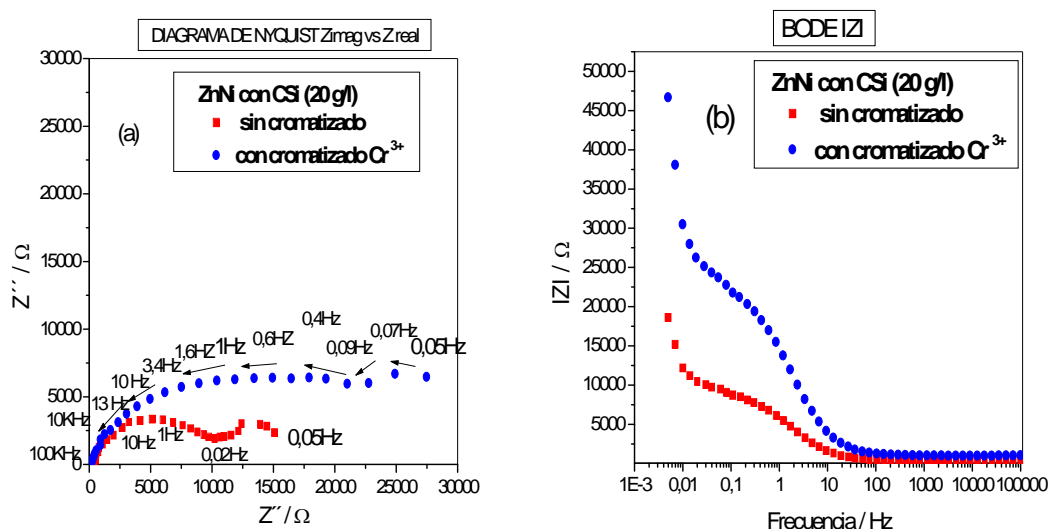 DIAGRAMA DE NYQUIST Zimag vs Z real
30000
25000
20000
15000
10000
5000
0
Z´´ / Ω
(a)
ZnNi con CSi (20 g/l)
sin cromatizado
con cromatizado Cr³⁺
100KHz
10KHz
13 Hz
10 Hz
3,4Hz
1,6HZ
1Hz
0,6HZ
0,4Hz
0,09Hz
0,07Hz
0,05Hz
10Hz
1Hz
0.02Hz
0,05Hz
0 5000 10000 15000 20000 25000 30000
Z´´ / Ω
BODE IZI
50000
45000
40000
35000
30000
25000
20000
15000
10000
5000
IZI / Ω
(b)
ZnNi con CSi (20 g/l)
sin cromatizado
con cromatizado Cr³⁺
1E-3 0,01 0,1 1 10 100 1000 10000 100000
Frecuencia / Hz